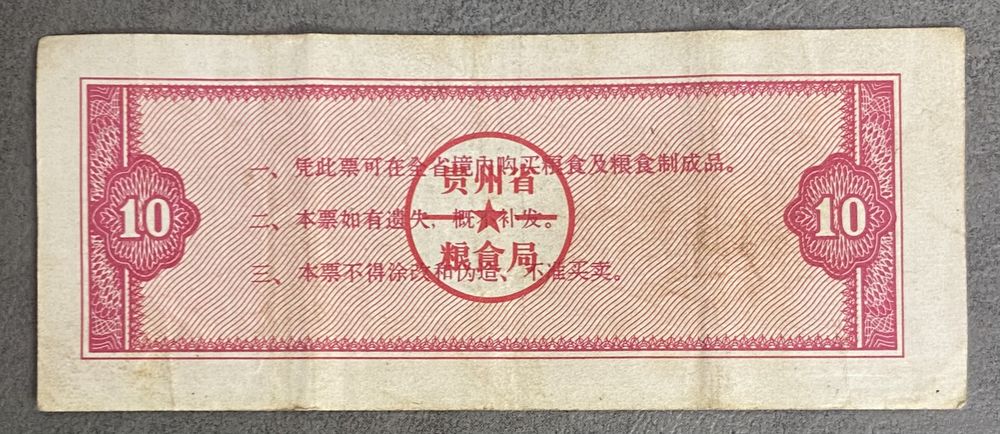 一、凭此票可在全省境内购买粮食及粮食制成品。
贵州省
10
二、本票如有遗失，概不补发。
10
粮食局
三、本票不得涂改和伪造、不准买卖。